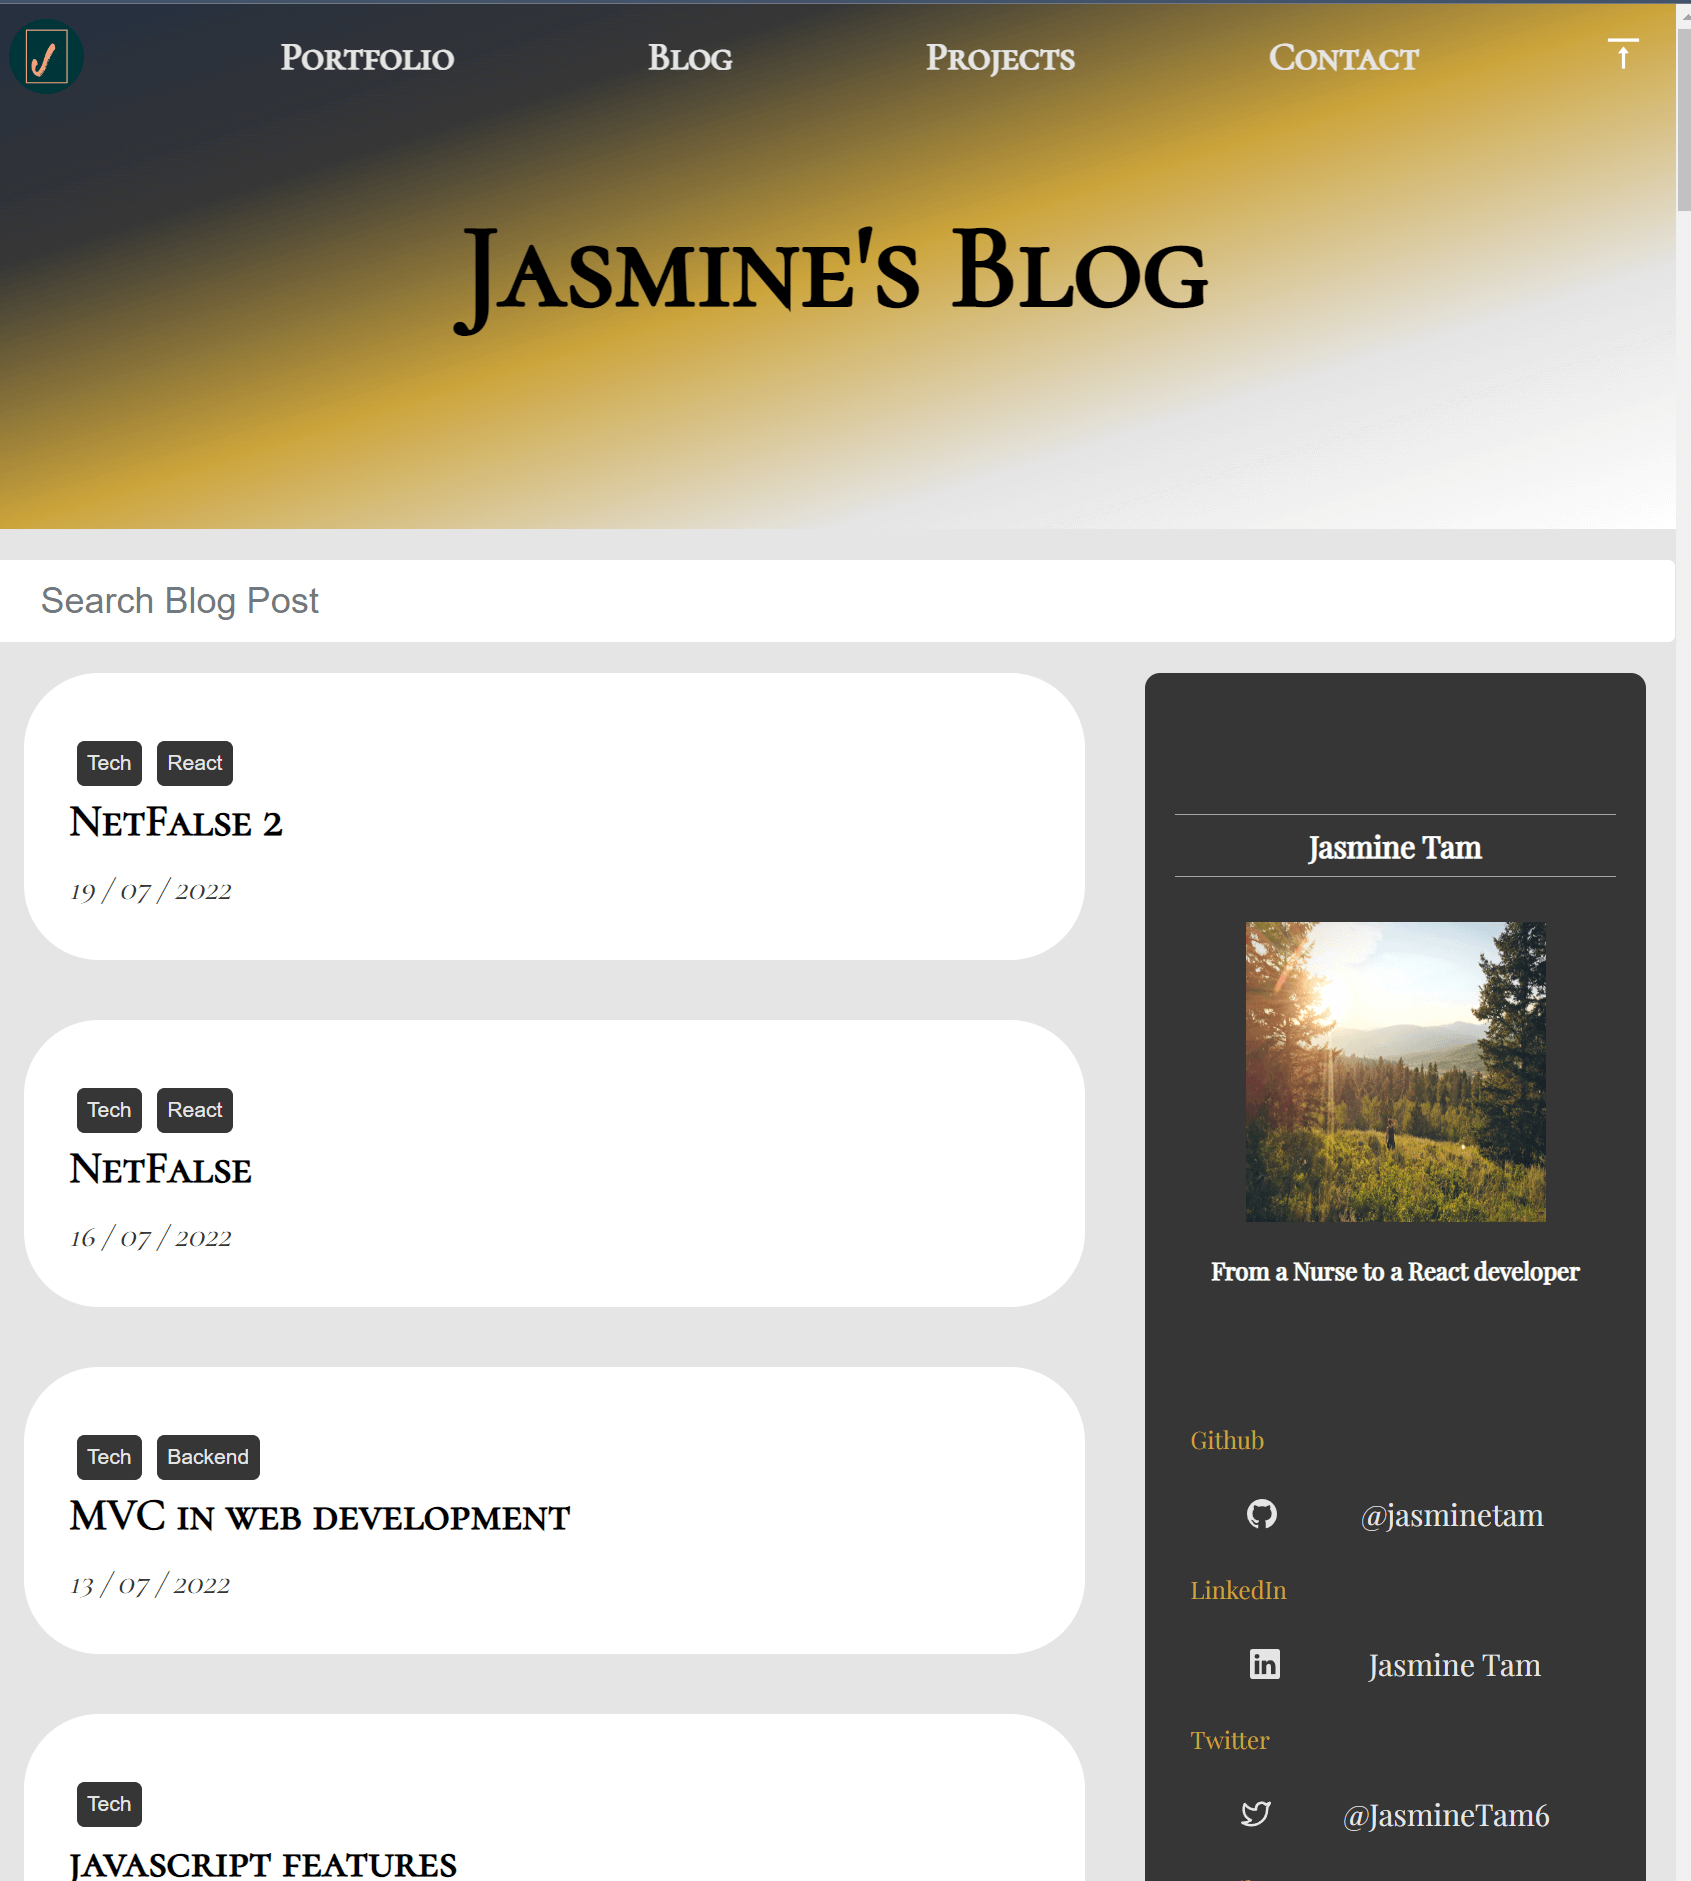 J
Portfolio
Blog
Projects
Contact
Jasmine's Blog
Search Blog Post
Tech
React
NetFalse 2
19 / 07 / 2022
Tech
React
NetFalse
16 / 07 / 2022
Tech
Backend
MVC in web development
13 / 07 / 2022
Tech
javascript features
Jasmine Tam
From a Nurse to a React developer
Github
@jasminetam
LinkedIn
in
Jasmine Tam
Twitter
@JasmineTam6